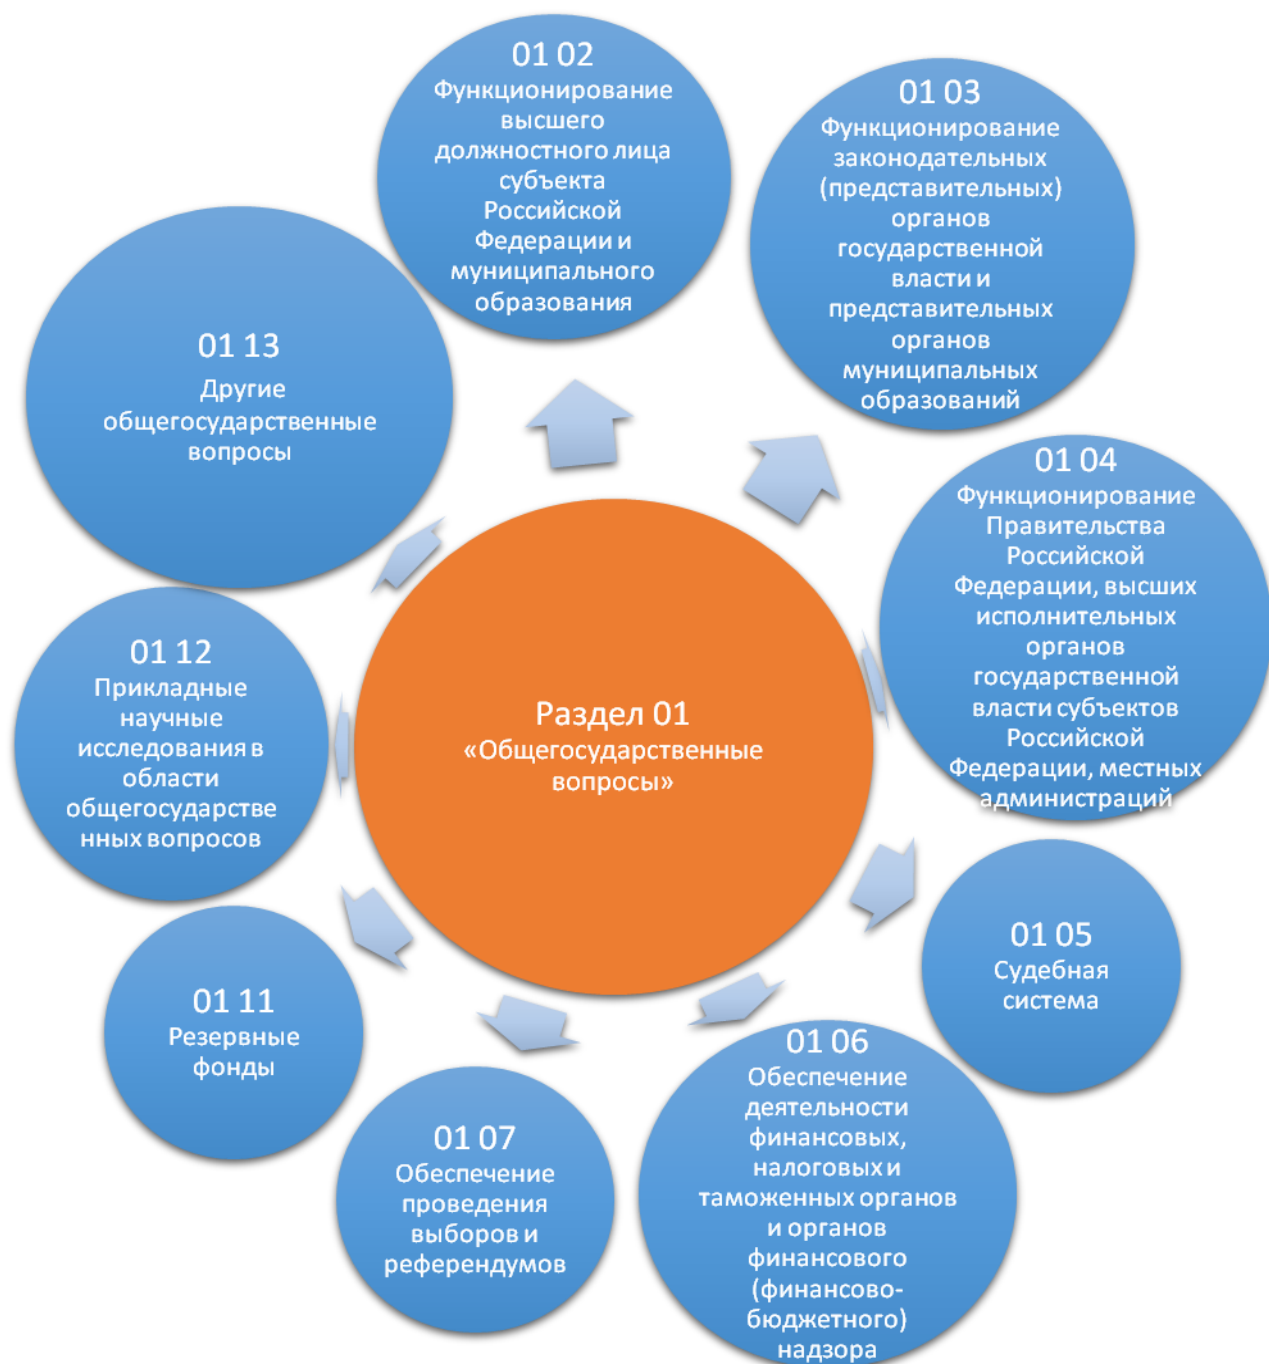 01 02
Функционирование
высшего
должностного лица
субъекта
Российской
Федерации и
муниципального
образования
01 03
Функционирование
законодательных
(представительных)
органов
государственной
власти и
представительных
органов
муниципальных
образований
01 04
Функционирование
Правительства
Российской
Федерации, высших
исполнительных
органов
государственной
власти субъектов
Российской
Федерации, местных
администраций
01 05
Судебная
система
01 06
Обеспечение
деятельности
финансовых,
налоговых и
таможенных органов
и органов
финансового
(финансово-
бюджетного)
надзора
01 07
Обеспечение
проведения
выборов и
референдумов
01 11
Резервные
фонды
01 12
Прикладные
научные
исследования в
области
общегосударстве
нных вопросов
01 13
Другие
общегосударственные
вопросы
Раздел 01
«Общегосударственные
вопросы»